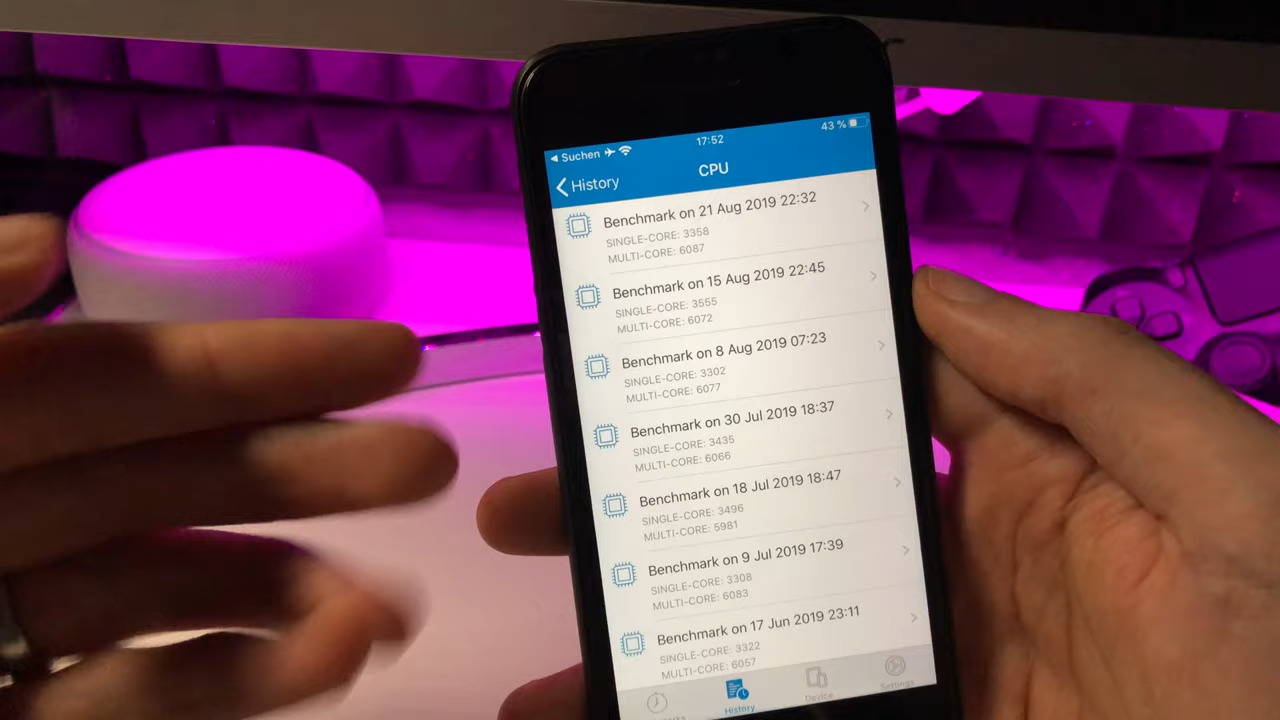 Suchen
17:52
43 %
History
CPU
Benchmark on 21 Aug 2019 22:32
SINGLE-CORE: 3358
MULTI-CORE: 6087
Benchmark on 15 Aug 2019 22:45
SINGLE-CORE: 3555
MULTI-CORE: 6072
Benchmark on 8 Aug 2019 07:23
SINGLE-CORE: 3302
MULTI-CORE: 6077
Benchmark on 30 Jul 2019 18:37
SINGLE-CORE: 3435
MULTI-CORE: 6066
Benchmark on 18 Jul 2019 18:47
SINGLE-CORE: 3496
MULTI-CORE: 5981
Benchmark on 9 Jul 2019 17:39
SINGLE-CORE: 3308
MULTI-CORE: 6083
Benchmark on 17 Jun 2019 23:11
SINGLE-CORE: 3322
MULTI-CORE: 6057
History
Device
Settings